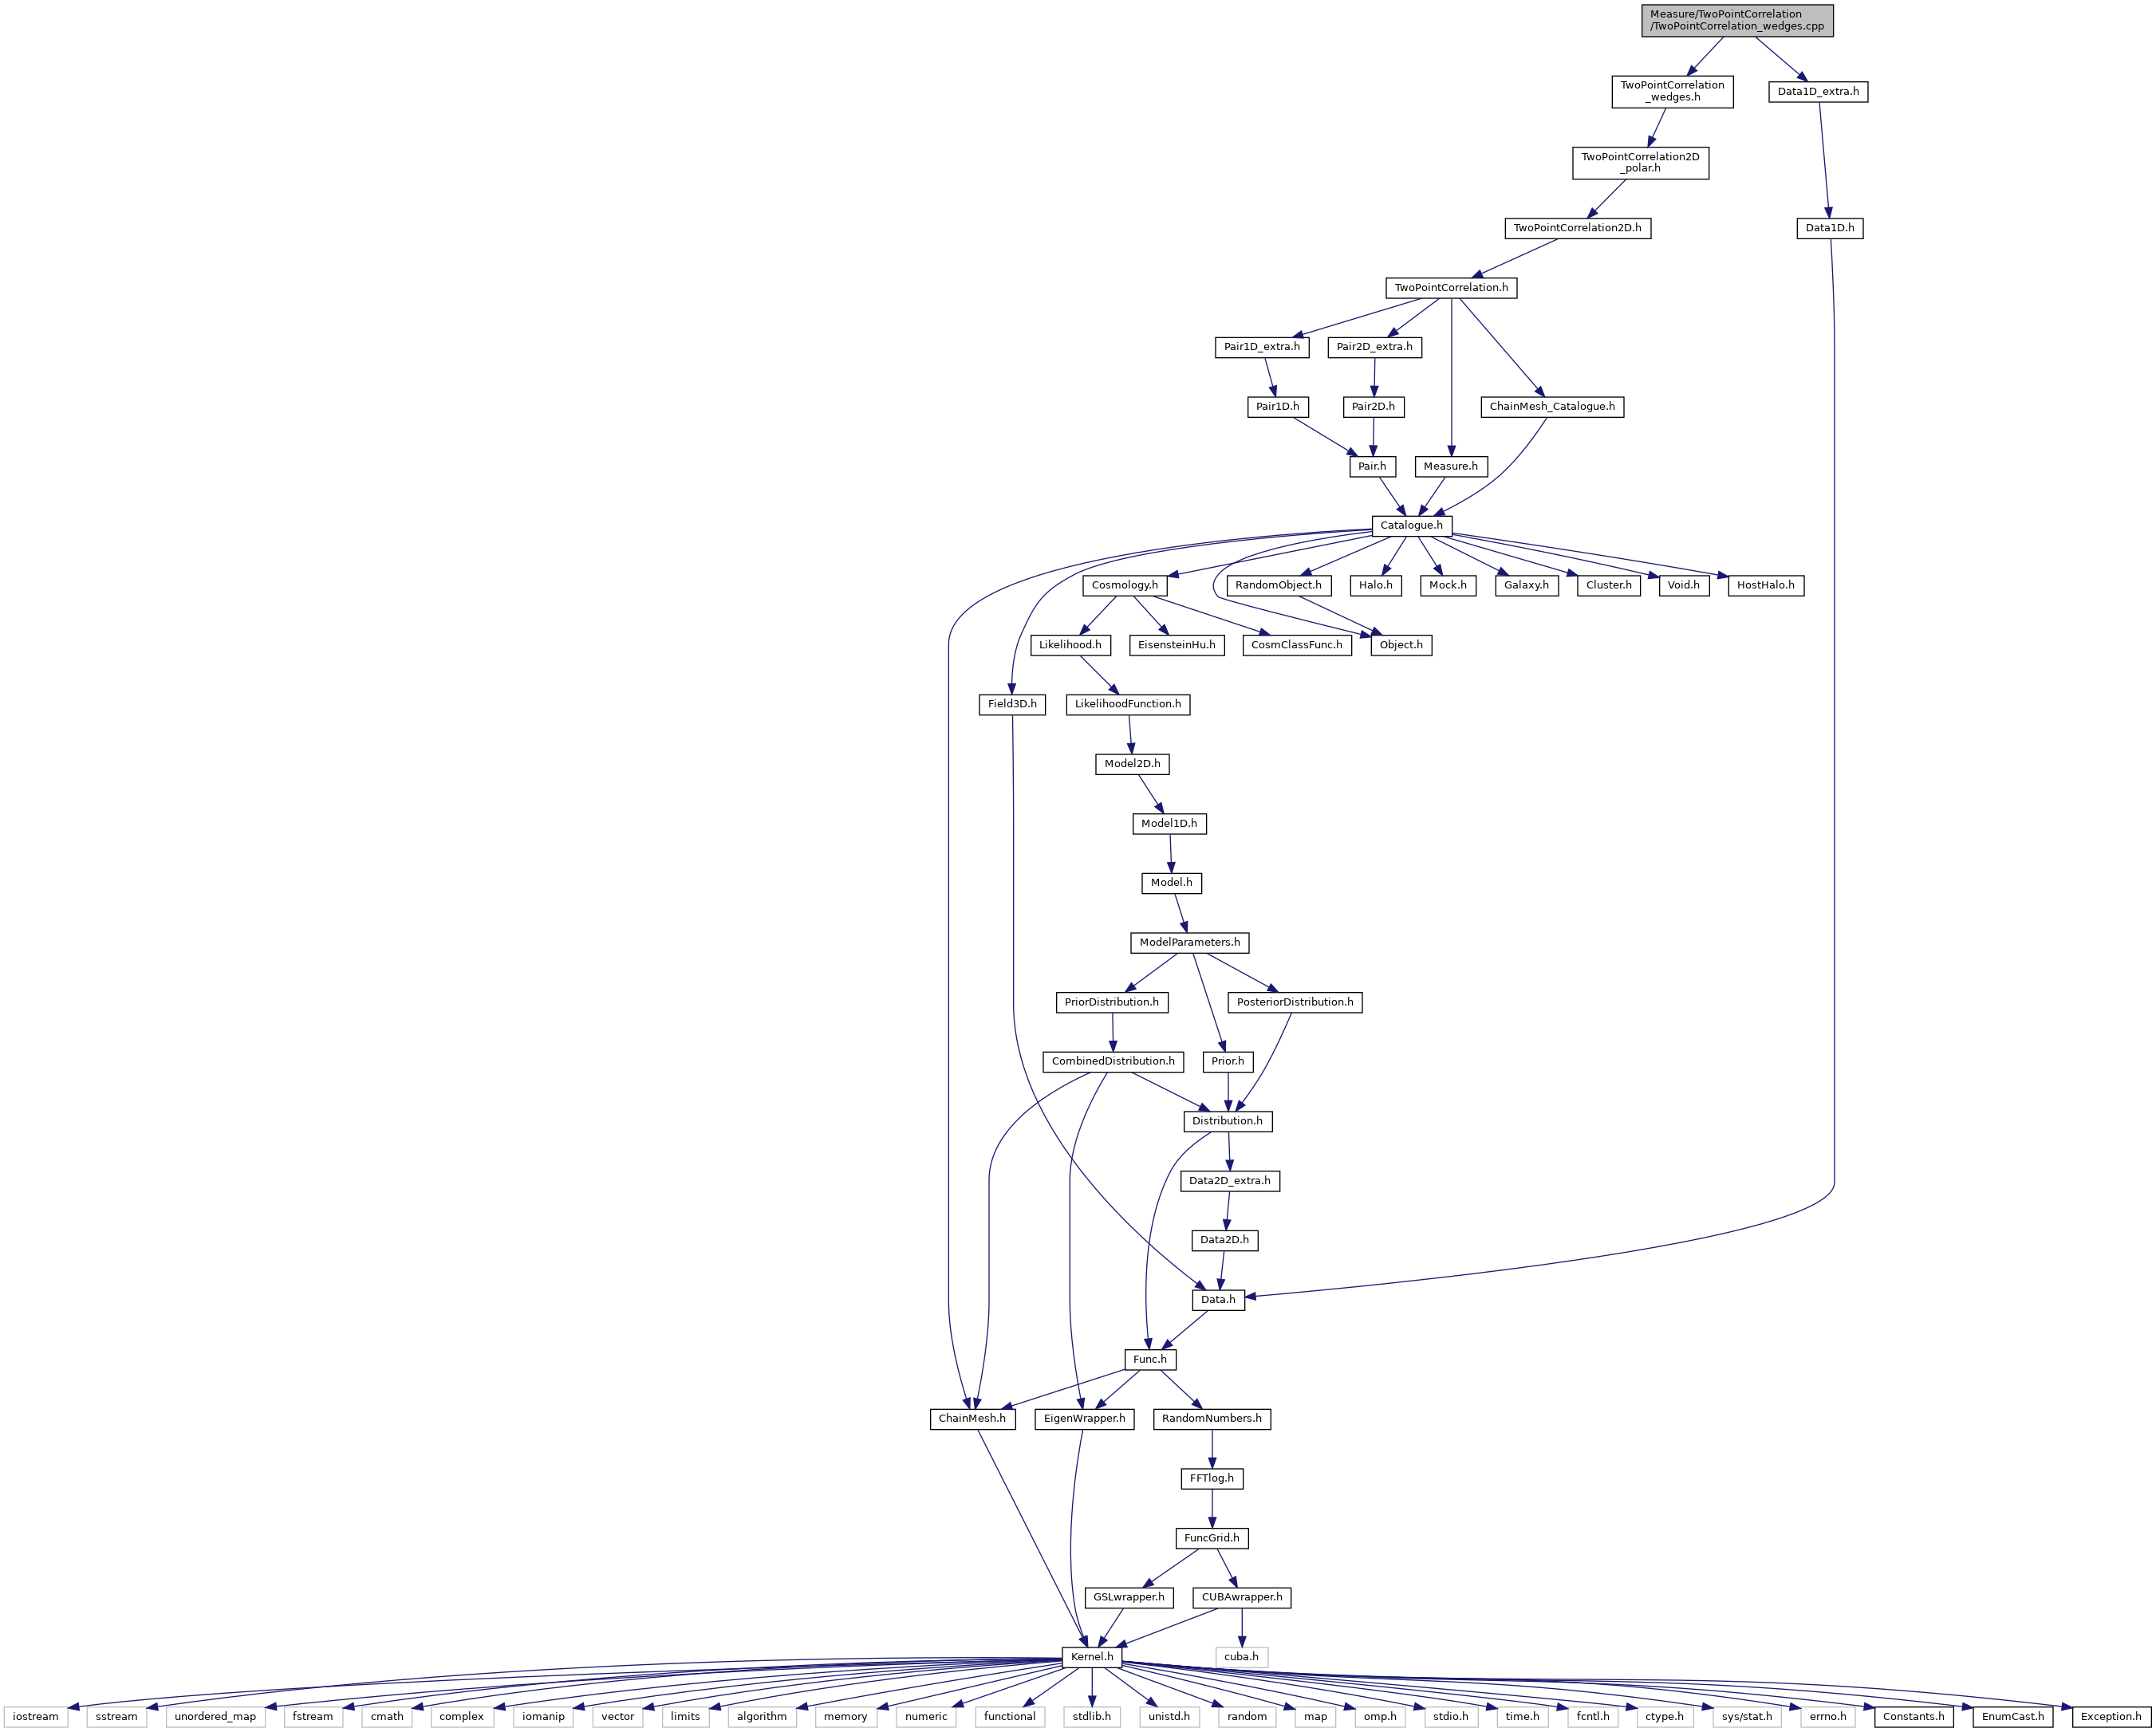 Measure/TwoPointCorrelation
/TwoPointCorrelation_wedges.cpp
TwoPointCorrelation
_wedges.h
Data1D_extra.h
TwoPointCorrelation2D
_polar.h
TwoPointCorrelation2D.h
Data1D.h
TwoPointCorrelation.h
Pair1D_extra.h
Pair2D_extra.h
Pair1D.h
Pair2D.h
ChainMesh_Catalogue.h
Pair.h
Measure.h
Catalogue.h
Cosmology.h
RandomObject.h
Halo.h
Mock.h
Galaxy.h
Cluster.h
Void.h
HostHalo.h
Likelihood.h
EisensteinHu.h
CosmClassFunc.h
Object.h
Field3D.h
LikelihoodFunction.h
Model2D.h
Model1D.h
Model.h
ModelParameters.h
PriorDistribution.h
PosteriorDistribution.h
CombinedDistribution.h
Prior.h
Distribution.h
Data2D_extra.h
Data2D.h
Data.h
Func.h
ChainMesh.h
EigenWrapper.h
RandomNumbers.h
FFTlog.h
FuncGrid.h
GSLwrapper.h
CUBAwrapper.h
Kernel.h
cuba.h
iostream
sstream
unordered_map
fstream
cmath
complex
iomanip
vector
limits
algorithm
memory
numeric
functional
stdlib.h
unistd.h
random
map
omp.h
stdio.h
time.h
fcntl.h
ctype.h
sys/stat.h
errno.h
Constants.h
EnumCast.h
Exception.h